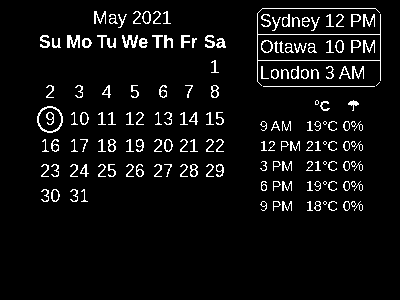 May 2021
Su Mo Tu We Th Fr Sa
1
2 3 4 5 6 7 8
9 10 11 12 13 14 15
16 17 18 19 20 21 22
23 24 25 26 27 28 29
30 31
Sydney 12 PM
Ottawa 10 PM
London 3 AM
°C ☂
9 AM 19°C 0%
12 PM 21°C 0%
3 PM 21°C 0%
6 PM 19°C 0%
9 PM 18°C 0%